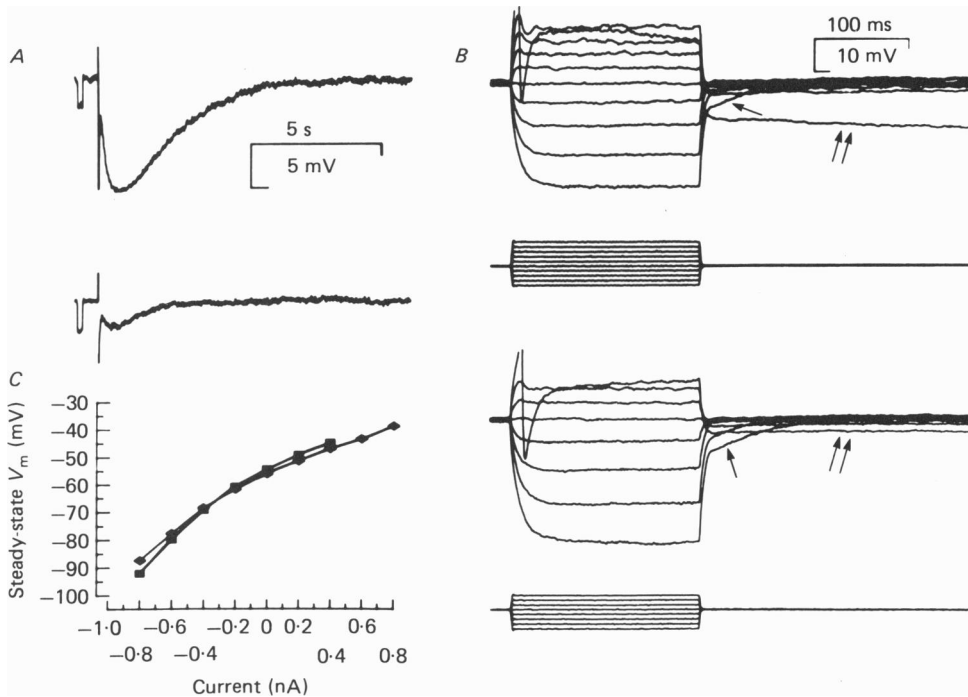 A
5 s
5 mV
B
100 ms
10 mV
C
Steady-state Vm (mV)
−30
−40
−50
−60
−70
−80
−90
−100
−1·0 −0·6 −0·2 0 0·2 0·6
−0·8 −0·4 0·4 0·8
Current (nA)